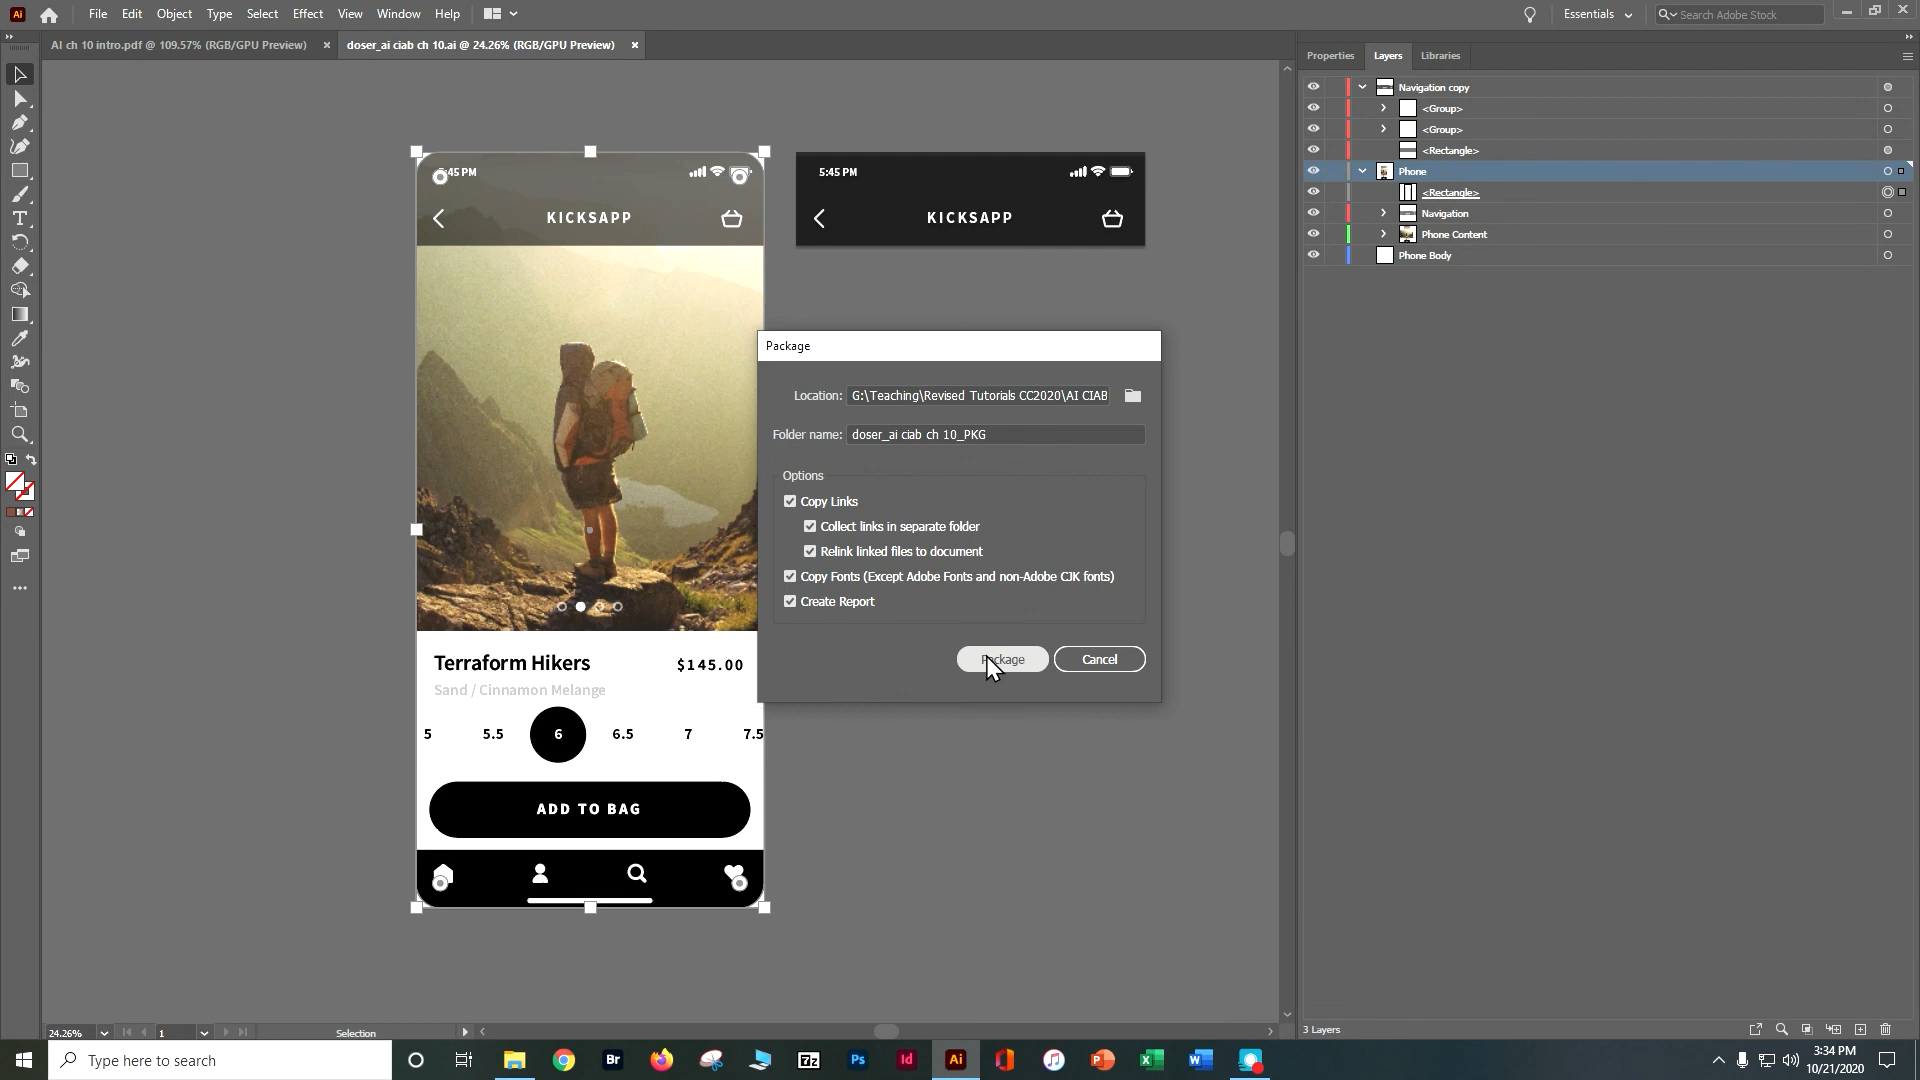 Ai File Edit Object Type Select Effect View Window Help Essentials Search Adobe Stock
AI ch 10 intro.pdf @ 109.57% (RGB/GPU Preview) × doser_ai ciab ch 10.ai @ 24.26% (RGB/GPU Preview) ×
Properties Layers Libraries
Navigation copy
<Group>
<Group>
<Rectangle>
Phone
<Rectangle>
Navigation
Phone Content
Phone Body
:45 PM
KICKSAPP
5:45 PM
KICKSAPP
Package
Location: G:\Teaching\Revised Tutorials CC2020\AI CIAB
Folder name: doser_ai ciab ch 10_PKG
Options
Copy Links
Collect links in separate folder
Relink linked files to document
Copy Fonts (Except Adobe Fonts and non-Adobe CJK fonts)
Create Report
Package Cancel
Terraform Hikers $145.00
Sand / Cinnamon Melange
5 5.5 6 6.5 7 7.5
ADD TO BAG
24.26% 1 Selection
3 Layers
Type here to search
Br 7z Ps Id Ai
3:34 PM
10/21/2020